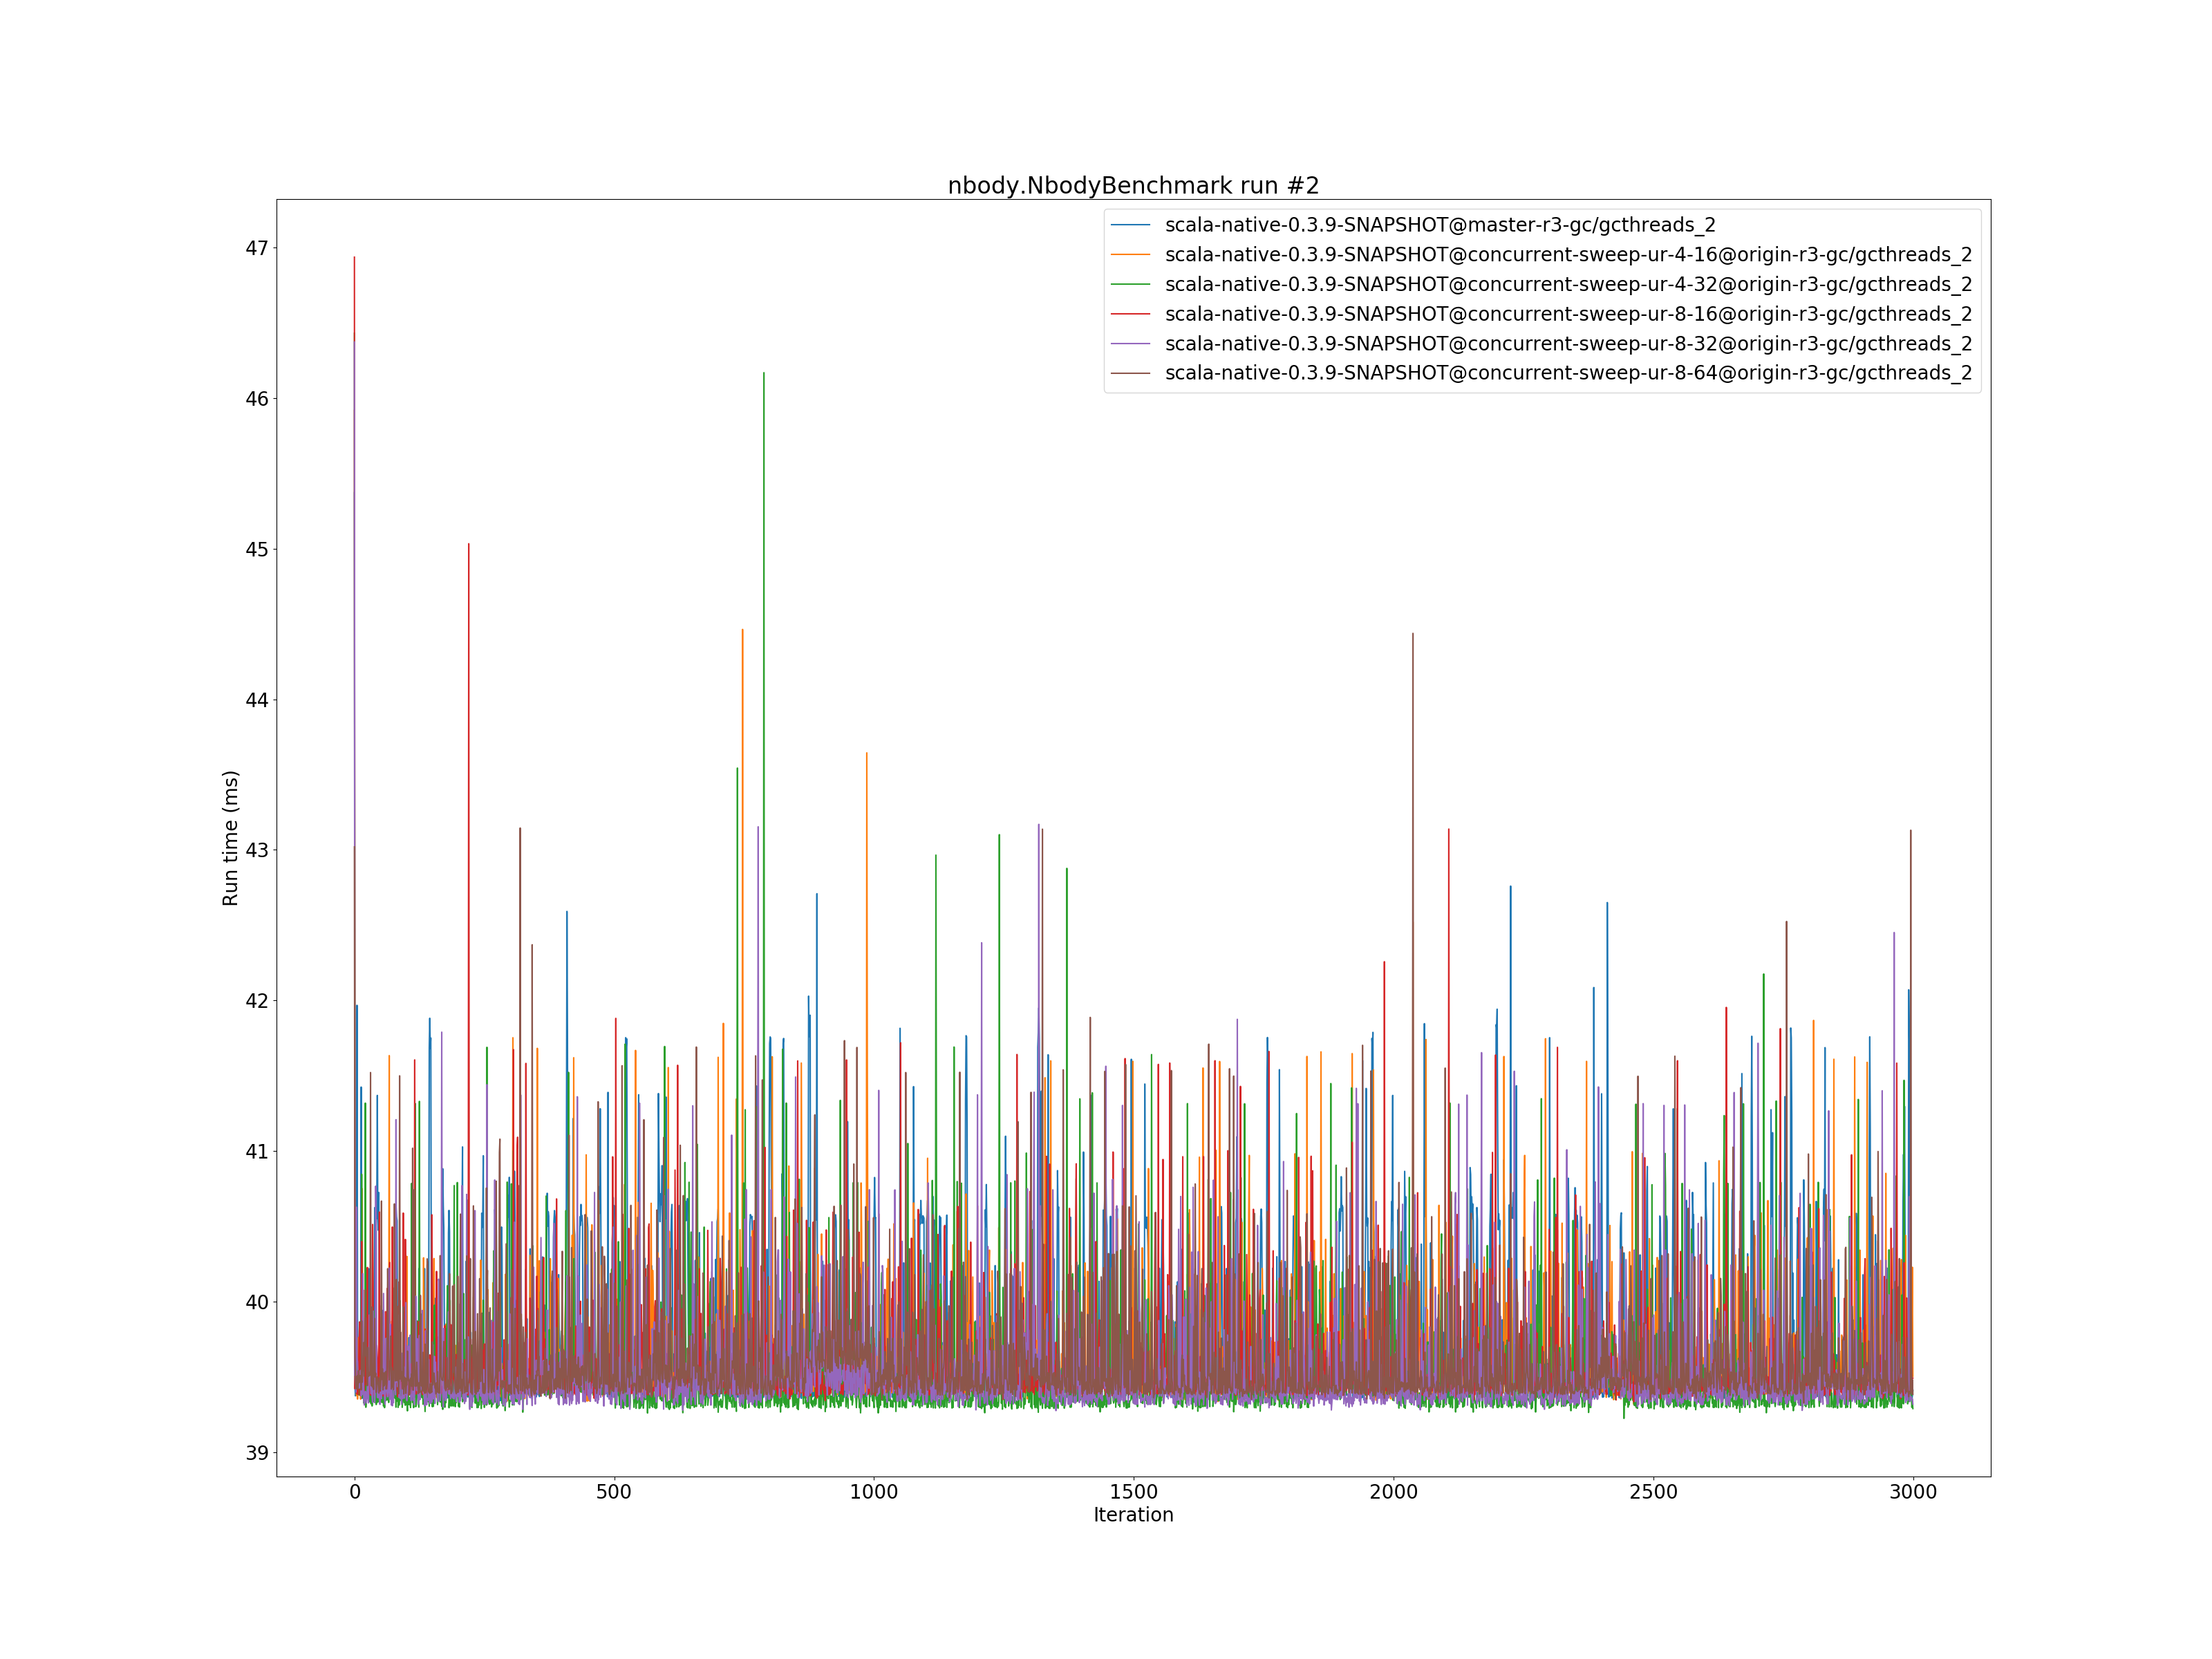 nbody.NbodyBenchmark run #2
scala-native-0.3.9-SNAPSHOT@master-r3-gc/gcthreads_2
scala-native-0.3.9-SNAPSHOT@concurrent-sweep-ur-4-16@origin-r3-gc/gcthreads_2
scala-native-0.3.9-SNAPSHOT@concurrent-sweep-ur-4-32@origin-r3-gc/gcthreads_2
scala-native-0.3.9-SNAPSHOT@concurrent-sweep-ur-8-16@origin-r3-gc/gcthreads_2
scala-native-0.3.9-SNAPSHOT@concurrent-sweep-ur-8-32@origin-r3-gc/gcthreads_2
scala-native-0.3.9-SNAPSHOT@concurrent-sweep-ur-8-64@origin-r3-gc/gcthreads_2
47
46
45
44
43
42
41
40
39
Run time (ms)
0 500 1000 1500 2000 2500 3000
Iteration